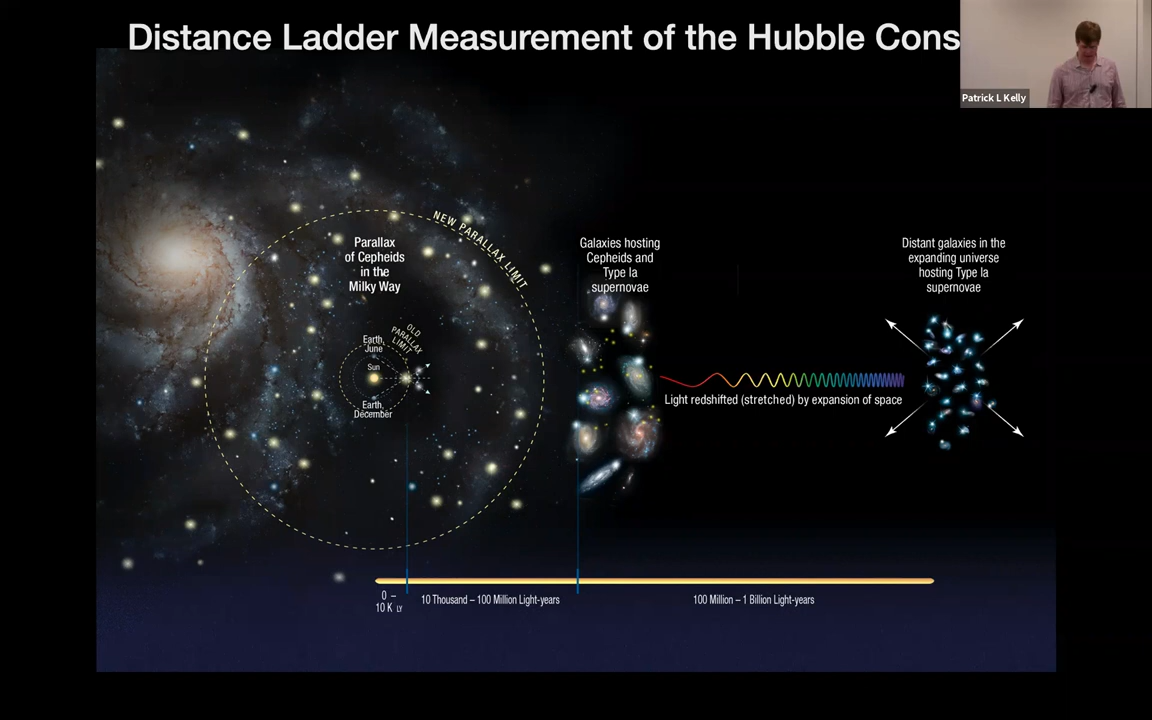 Distance Ladder Measurement of the Hubble Cons
Patrick L Kelly
NEW PARALLAX LIMIT
Parallax
of Cepheids
in the
Milky Way
OLD
PARALLAX
LIMIT
Earth,
June
Sun
Earth,
December
Galaxies hosting
Cepheids and
Type Ia
supernovae
Light redshifted (stretched) by expansion of space
Distant galaxies in the
expanding universe
hosting Type Ia
supernovae
0 –
10 K LY
10 Thousand – 100 Million Light-years
100 Million – 1 Billion Light-years